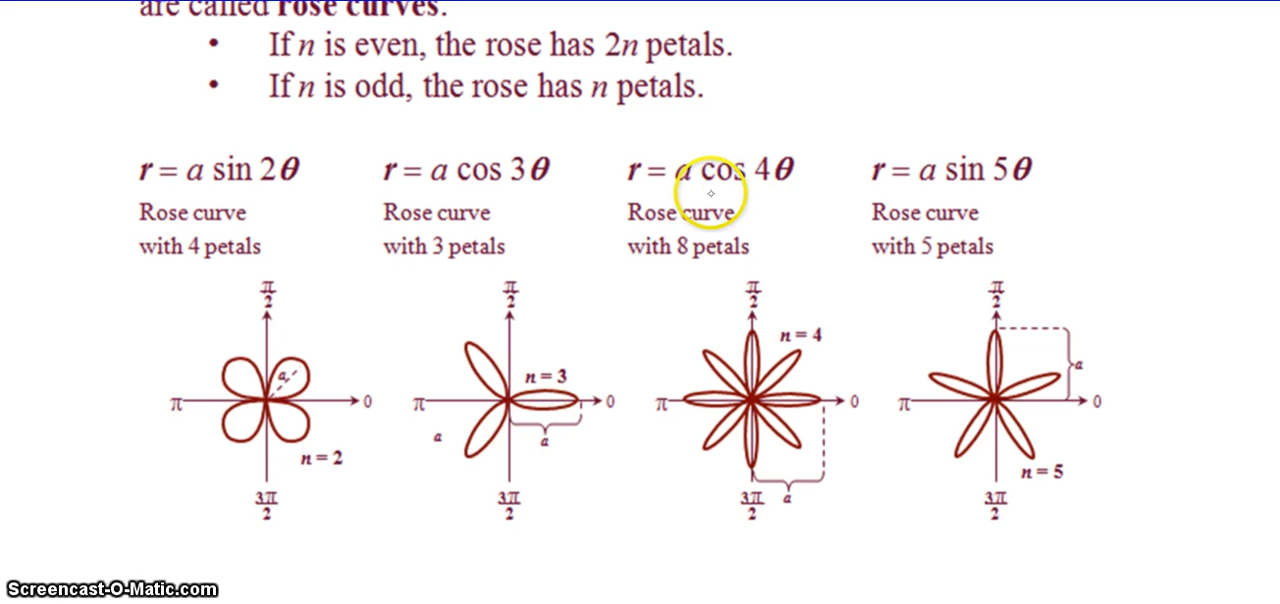 are called rose curves.
• If n is even, the rose has 2n petals.
• If n is odd, the rose has n petals.
r = a sin 2θ
Rose curve
with 4 petals
r = a cos 3θ
Rose curve
with 3 petals
r = a cos 4θ
Rose curve
with 8 petals
r = a sin 5θ
Rose curve
with 5 petals
π/2
a
π
0
n = 2
3π/2
π/2
n = 3
π
0
a
a
3π/2
π/2
n = 4
π
0
3π/2
a
π/2
a
π
0
n = 5
3π/2
Screencast-O-Matic.com